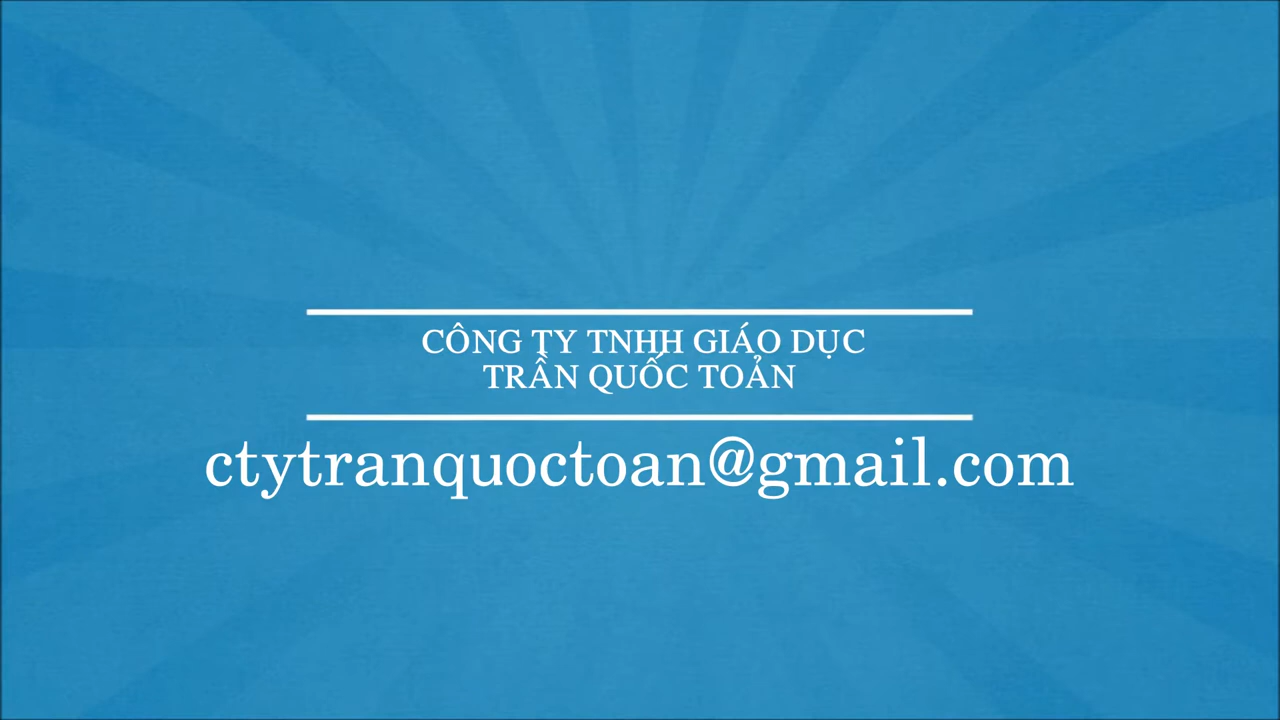 CÔNG TY TNHH GIÁO DỤC
TRẦN QUỐC TOẢN
ctytranquoctoan@gmail.com